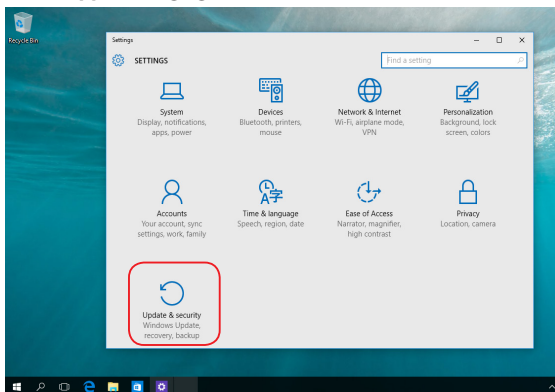 Recycle Bin
Settings
SETTINGS
Find a setting
System
Display, notifications,
apps, power
Devices
Bluetooth, printers,
mouse
Network & Internet
Wi-Fi, airplane mode,
VPN
Personalization
Background, lock
screen, colors
Accounts
Your account, sync
settings, work, family
Time & language
Speech, region, date
Ease of Access
Narrator, magnifier,
high contrast
Privacy
Location, camera
Update & security
Windows Update,
recovery, backup